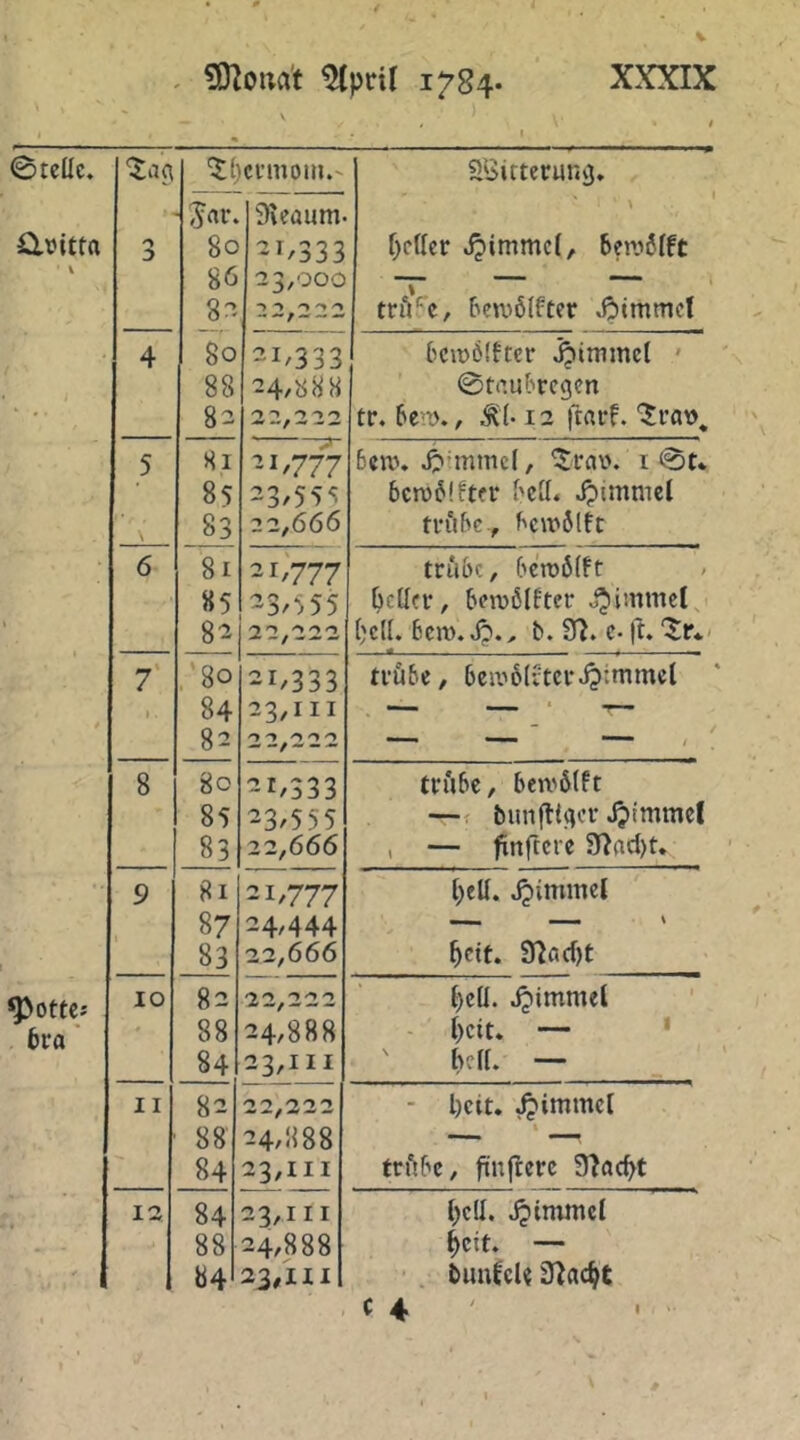 Monat April 1784. XXXIX
Stelle. Tag Thermom. Witterung.
Far. Reaum.
Qvitta 3 80 21,333 heller Himmel, bewölkt
86 23,000 — — —
82 22,222 trübe, bewölkter Himmel
4 80 21,333 bewölkter Himmel
88 24,888 Staubregen
82 22,222 tr. bew., Kl. 12 stark. Trav.
5 81 21,777 bew. Himmel, Trav. 1 St.
85 23,555 bewölkter hell. Himmel
83 22,666 trübe, bewölkt
6 81 21,777 trübe, bewölkt
85 23,555 heller, bewölkter Himmel
82 22,222 hell. bew. H., d. N. e. st. Tr.
7 80 21,333 trübe, bewölkter Himmel
84 23,111 — — —
82 22,222 — — —
8 80 21,333 trübe, bewölkt
85 23,555 — dunstiger Himmel
83 22,666 — finstere Nacht.
9 81 21,777 hell. Himmel
87 24,444 — —
83 22,666 heit. Nacht
Potte-
bra 10 82 22,222 hell. Himmel
88 24,888 heit. —
84 23,111 hell. —
11 82 22,222 heit. Himmel
88 24,888 — —
84 23,111 trübe, finstere Nacht
12 84 23,111 hell. Himmel
88 24,888 heit. —
84 23,111 dunkele Nacht
C 4